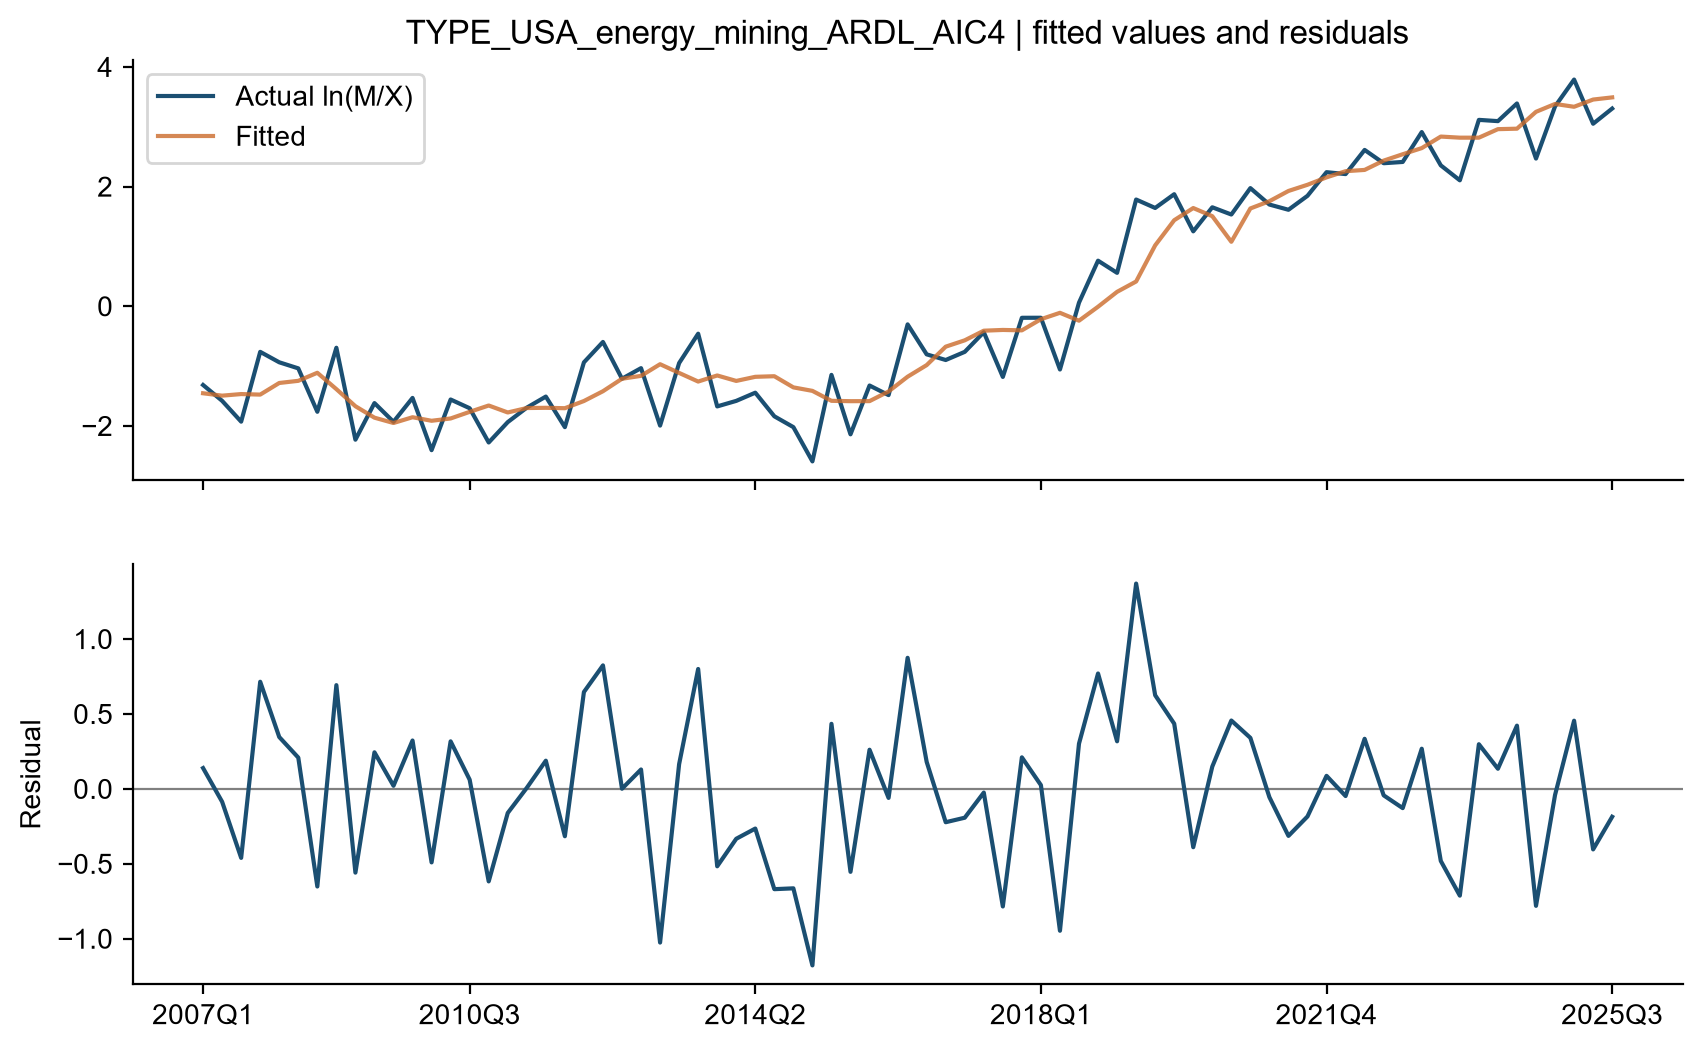 TYPE_USA_energy_mining_ARDL_AIC4 | fitted values and residuals
Actual ln(M/X)
Fitted
4
2
0
−2
Residual
1.0
0.5
0.0
−0.5
−1.0
2007Q1 2010Q3 2014Q2 2018Q1 2021Q4 2025Q3